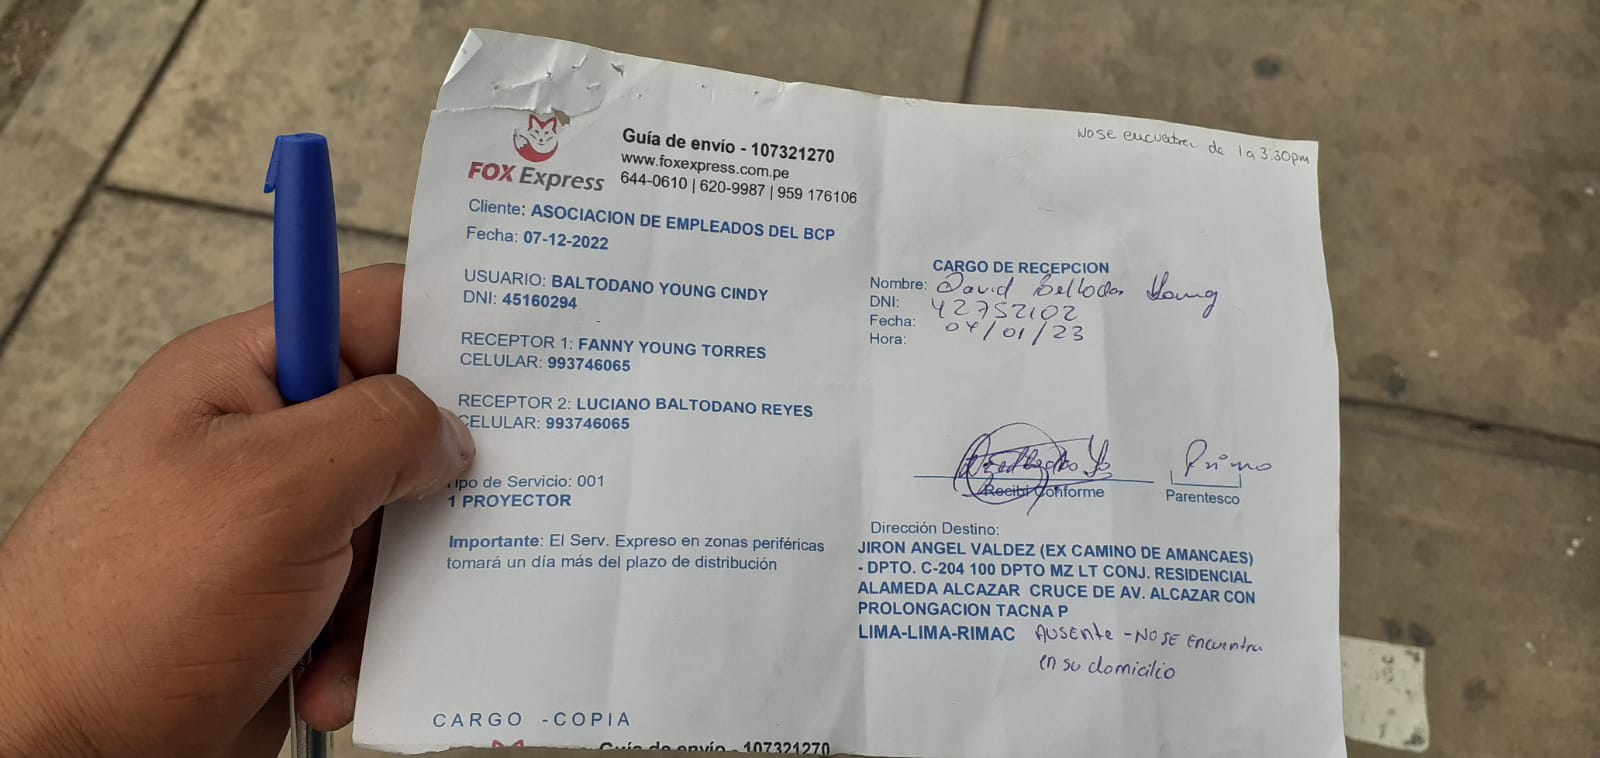 FOX Express
Guía de envío - 107321270
www.foxexpress.com.pe
644-0610 | 620-9987 | 959 176106
No se encuentra de 1 a 3:30pm
Cliente: ASOCIACION DE EMPLEADOS DEL BCP
Fecha: 07-12-2022
USUARIO: BALTODANO YOUNG CINDY
DNI: 45160294
RECEPTOR 1: FANNY YOUNG TORRES
CELULAR: 993746065
RECEPTOR 2: LUCIANO BALTODANO REYES
CELULAR: 993746065
Tipo de Servicio: 001
1 PROYECTOR
Importante: El Serv. Expreso en zonas periféricas
tomará un día más del plazo de distribución
CARGO - COPIA
CARGO DE RECEPCION
Nombre: David Young
DNI: 42752102
Fecha: 04/01/23
Hora:
Recibi Conforme
Primo
Parentesco
Dirección Destino:
JIRON ANGEL VALDEZ (EX CAMINO DE AMANCAES)
- DPTO. C-204 100 DPTO MZ LT CONJ. RESIDENCIAL
ALAMEDA ALCAZAR CRUCE DE AV. ALCAZAR CON
PROLONGACION TACNA P
LIMA-LIMA-RIMAC AUSENTE - NO SE ENCUENTRA
en su domicilio
Guía de envío - 107321270